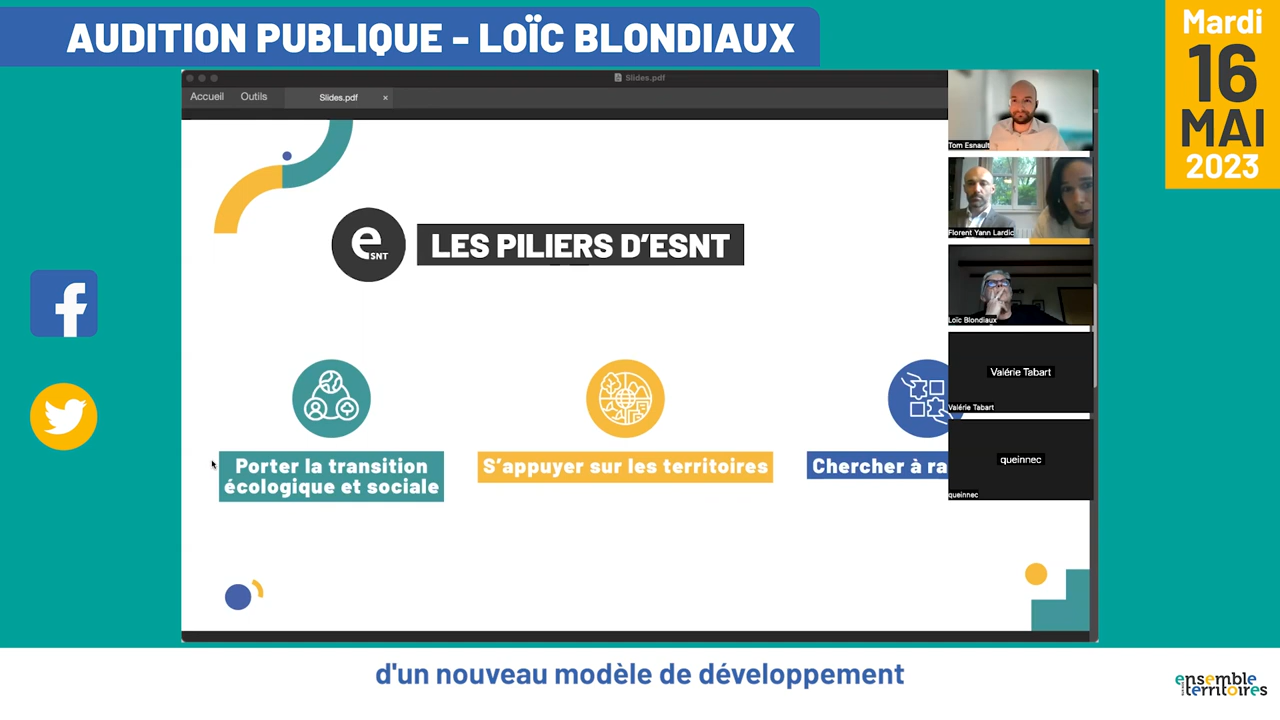 AUDITION PUBLIQUE - LOÏC BLONDIAUX
Mardi
16
MAI
2023
Slides.pdf
Accueil Outils Slides.pdf ×
Tom Esnault
Florent Yann Lardic
Loïc Blondiaux
Valérie Tabart
Valérie Tabart
queinnec
queinnec
e
SNT
LES PILIERS D'ESNT
Porter la transition
écologique et sociale
S'appuyer sur les territoires
Chercher à ra
d'un nouveau modèle de développement
ensemble
territoires